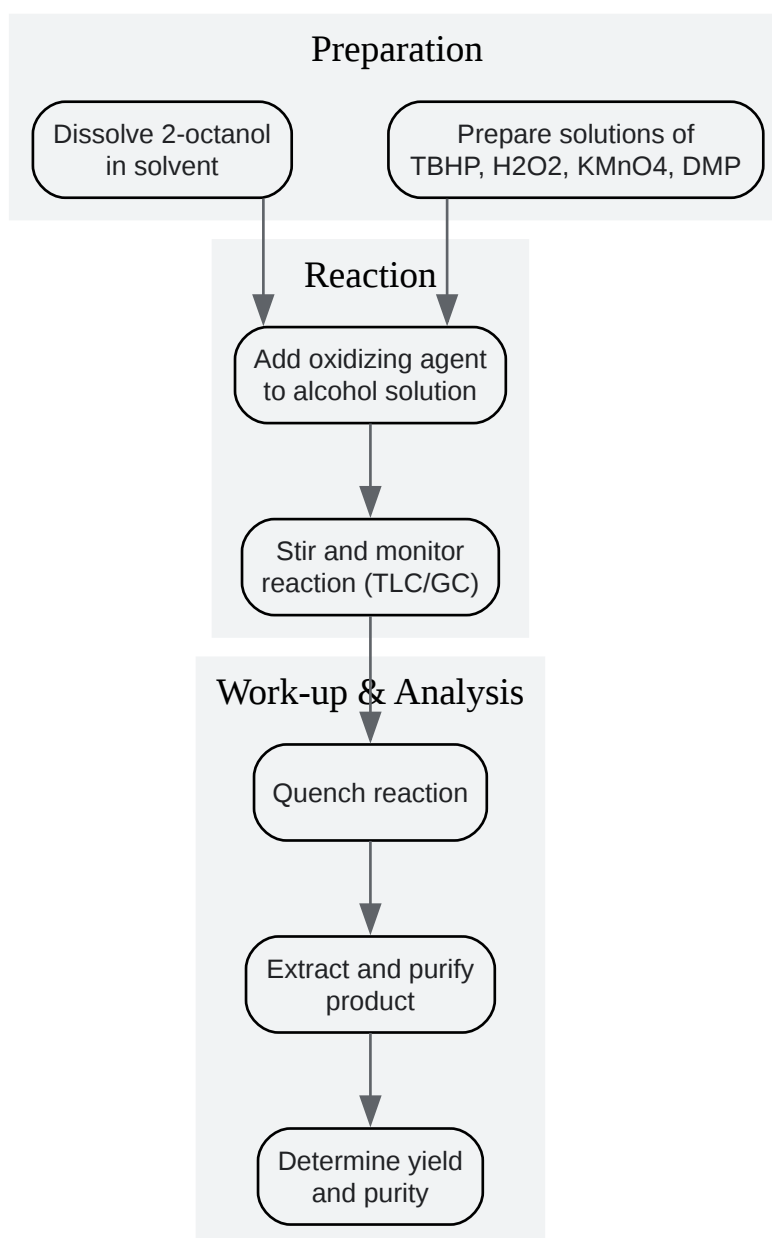 Preparation
Dissolve 2-octanol
in solvent
Prepare solutions of
TBHP, H2O2, KMnO4, DMP
Reaction
Add oxidizing agent
to alcohol solution
Stir and monitor
reaction (TLC/GC)
Work-up & Analysis
Quench reaction
Extract and purify
product
Determine yield
and purity